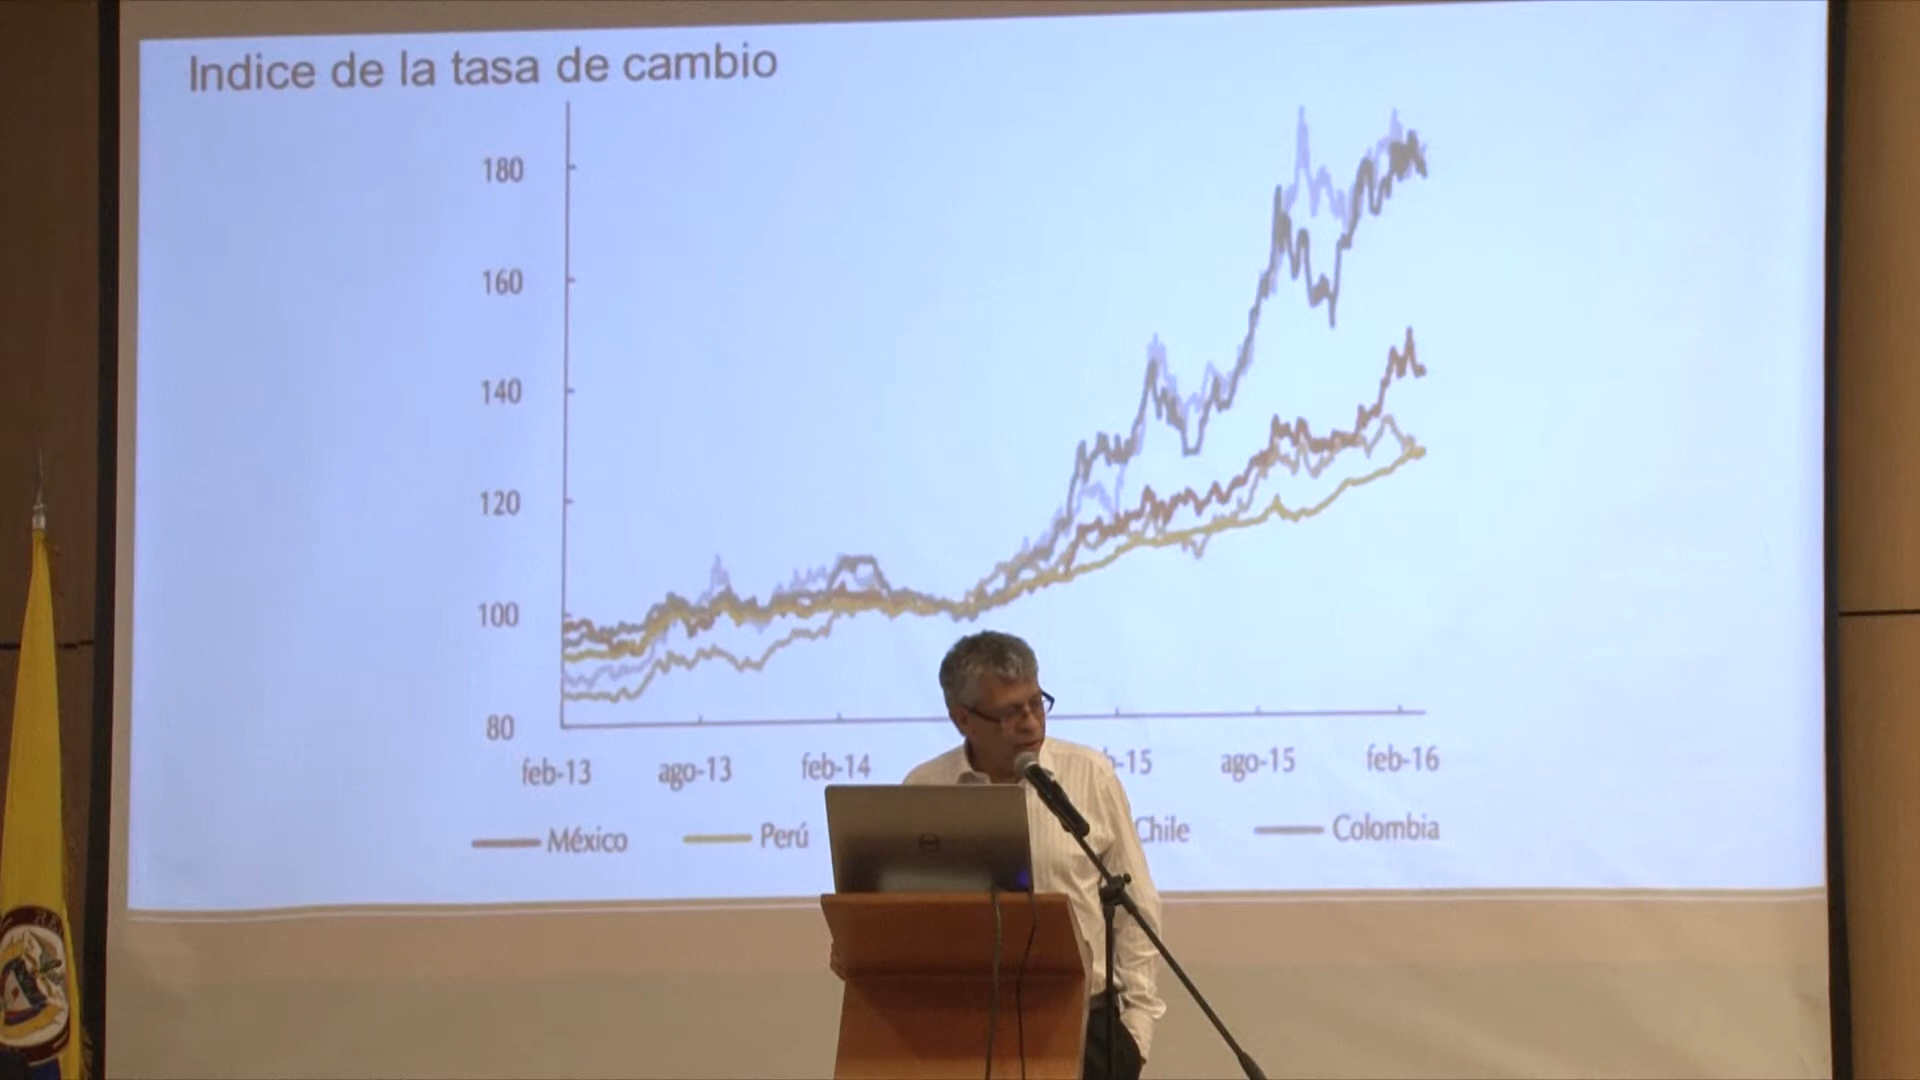 Indice de la tasa de cambio
180
160
140
120
100
80
feb-13 ago-13 feb-14 -15 ago-15 feb-16
México Perú Chile Colombia